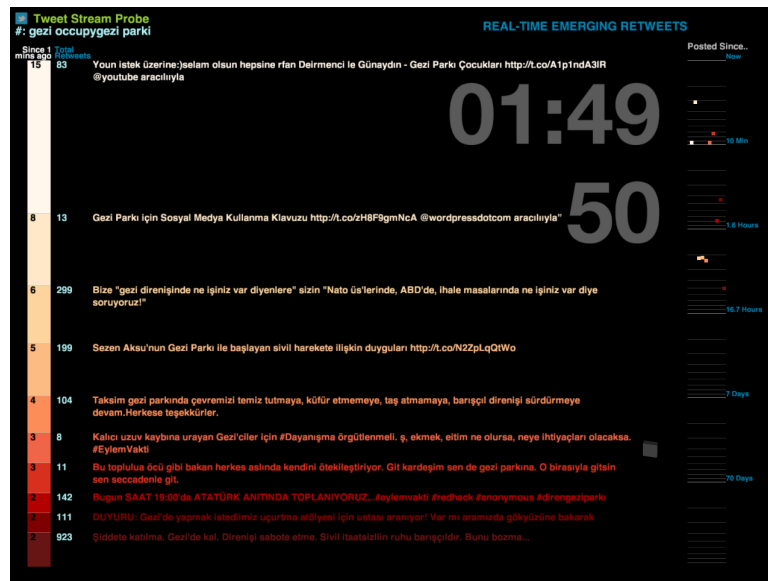 Tweet Stream Probe
#: gezi occupygezi parki
REAL-TIME EMERGING RETWEETS
Since 1 Total
mins ago Retweets
Posted Since..
Now
15 83 Youn istek üzerine:)selam olsun hepsine rfan Deirmenci le Günaydın - Gezi Parkı Çocukları http://t.co/A1p1ndA3IR
@youtube aracılııyla
01:49
10 Min
50
8 13 Gezi Parkı için Sosyal Medya Kullanma Klavuzu http://t.co/zH8F9gmNcA @wordpressdotcom aracılııyla"
1.6 Hours
6 299 Bize "gezi direnişinde ne işiniz var diyenlere" sizin "Nato üs'lerinde, ABD'de, ihale masalarında ne işiniz var diye
soruyoruz!"
16.7 Hours
5 199 Sezen Aksu'nun Gezi Parkı ile başlayan sivil harekete ilişkin duyguları http://t.co/N2ZpLqQtWo
7 Days
4 104 Taksim gezi parkında çevremizi temiz tutmaya, küfür etmemeye, taş atmamaya, barışçıl direnişi sürdürmeye
devam.Herkese teşekkürler.
3 8 Kalıcı uzuv kaybına urayan Gezi'ciler için #Dayanışma örgütlenmeli. ş, ekmek, eitim ne olursa, neye ihtiyaçları olacaksa.
#EylemVakti
3 11 Bu toplulua öcü gibi bakan herkes aslında kendini ötekileştiriyor. Git kardeşim sen de gezi parkına. O birasıyla gitsin
sen seccadenle git.
70 Days
2 142 Bugun SAAT 19:00'da ATATÜRK ANITINDA TOPLANIYORUZ...#eylemvakti #redhack #anonymous #direngeziparkı
2 111 DUYURU: Gezi'de yapmak istediimiz uçurtma atölyesi için ustası aranıyor! Var mı aramızda gökyüzüne bakarak
2 923 Şiddete katılma. Gezi'de kal. Direnişi sabote etme. Sivil itaatsizliin ruhu barışçıldır. Bunu bozma...